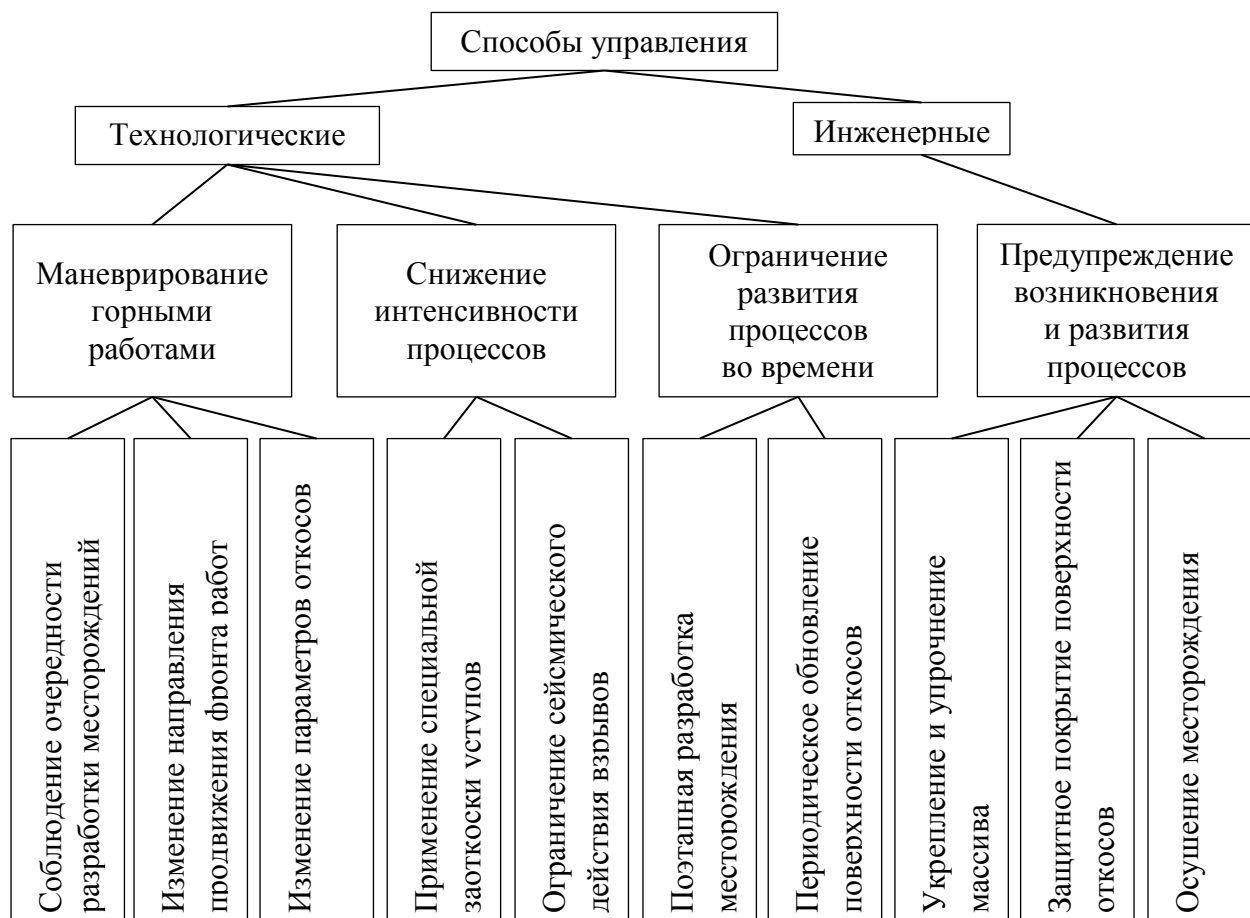 Способы управления
Технологические
Инженерные
Маневрирование
горными
работами
Снижение
интенсивности
процессов
Ограничение
развития
процессов
во времени
Предупреждение
возникновения
и развития
процессов
Соблюдение очередности
разработки месторождений
Изменение направления
продвижения фронта работ
Изменение параметров откосов
Применение специальной
заоткоски уступов
Ограничение сейсмического
действия взрывов
Поэтапная разработка
месторождения
Периодическое обновление
поверхности откосов
Укрепление и упрочнение
массива
Защитное покрытие поверхности
откосов
Осушение месторождения